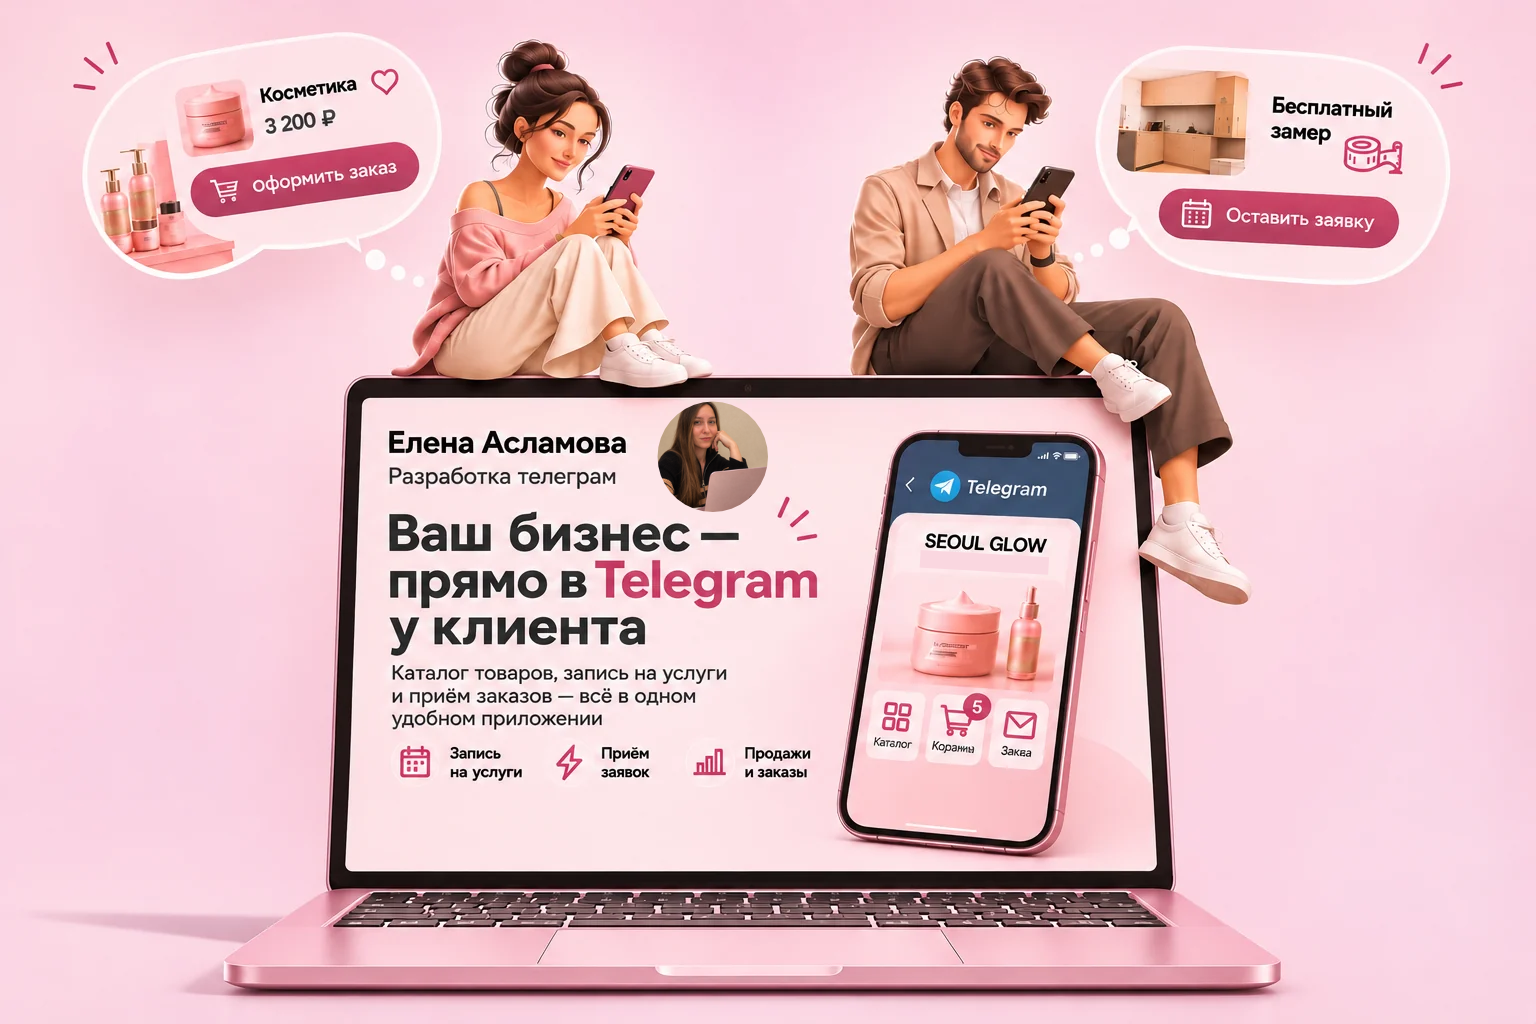 Косметика
3 200 ₽
Оформить заказ
Бесплатный
замер
Оставить заявку
Елена Асламова
Разработка телеграм
Ваш бизнес —
прямо в Telegram
у клиента
Каталог товаров, запись на услуги
и приём заказов — всё в одном
удобном приложении
Запись
на услуги
Приём
заявок
Продажи
и заказы
Telegram
SEOUL GLOW
5
Каталог
Заква